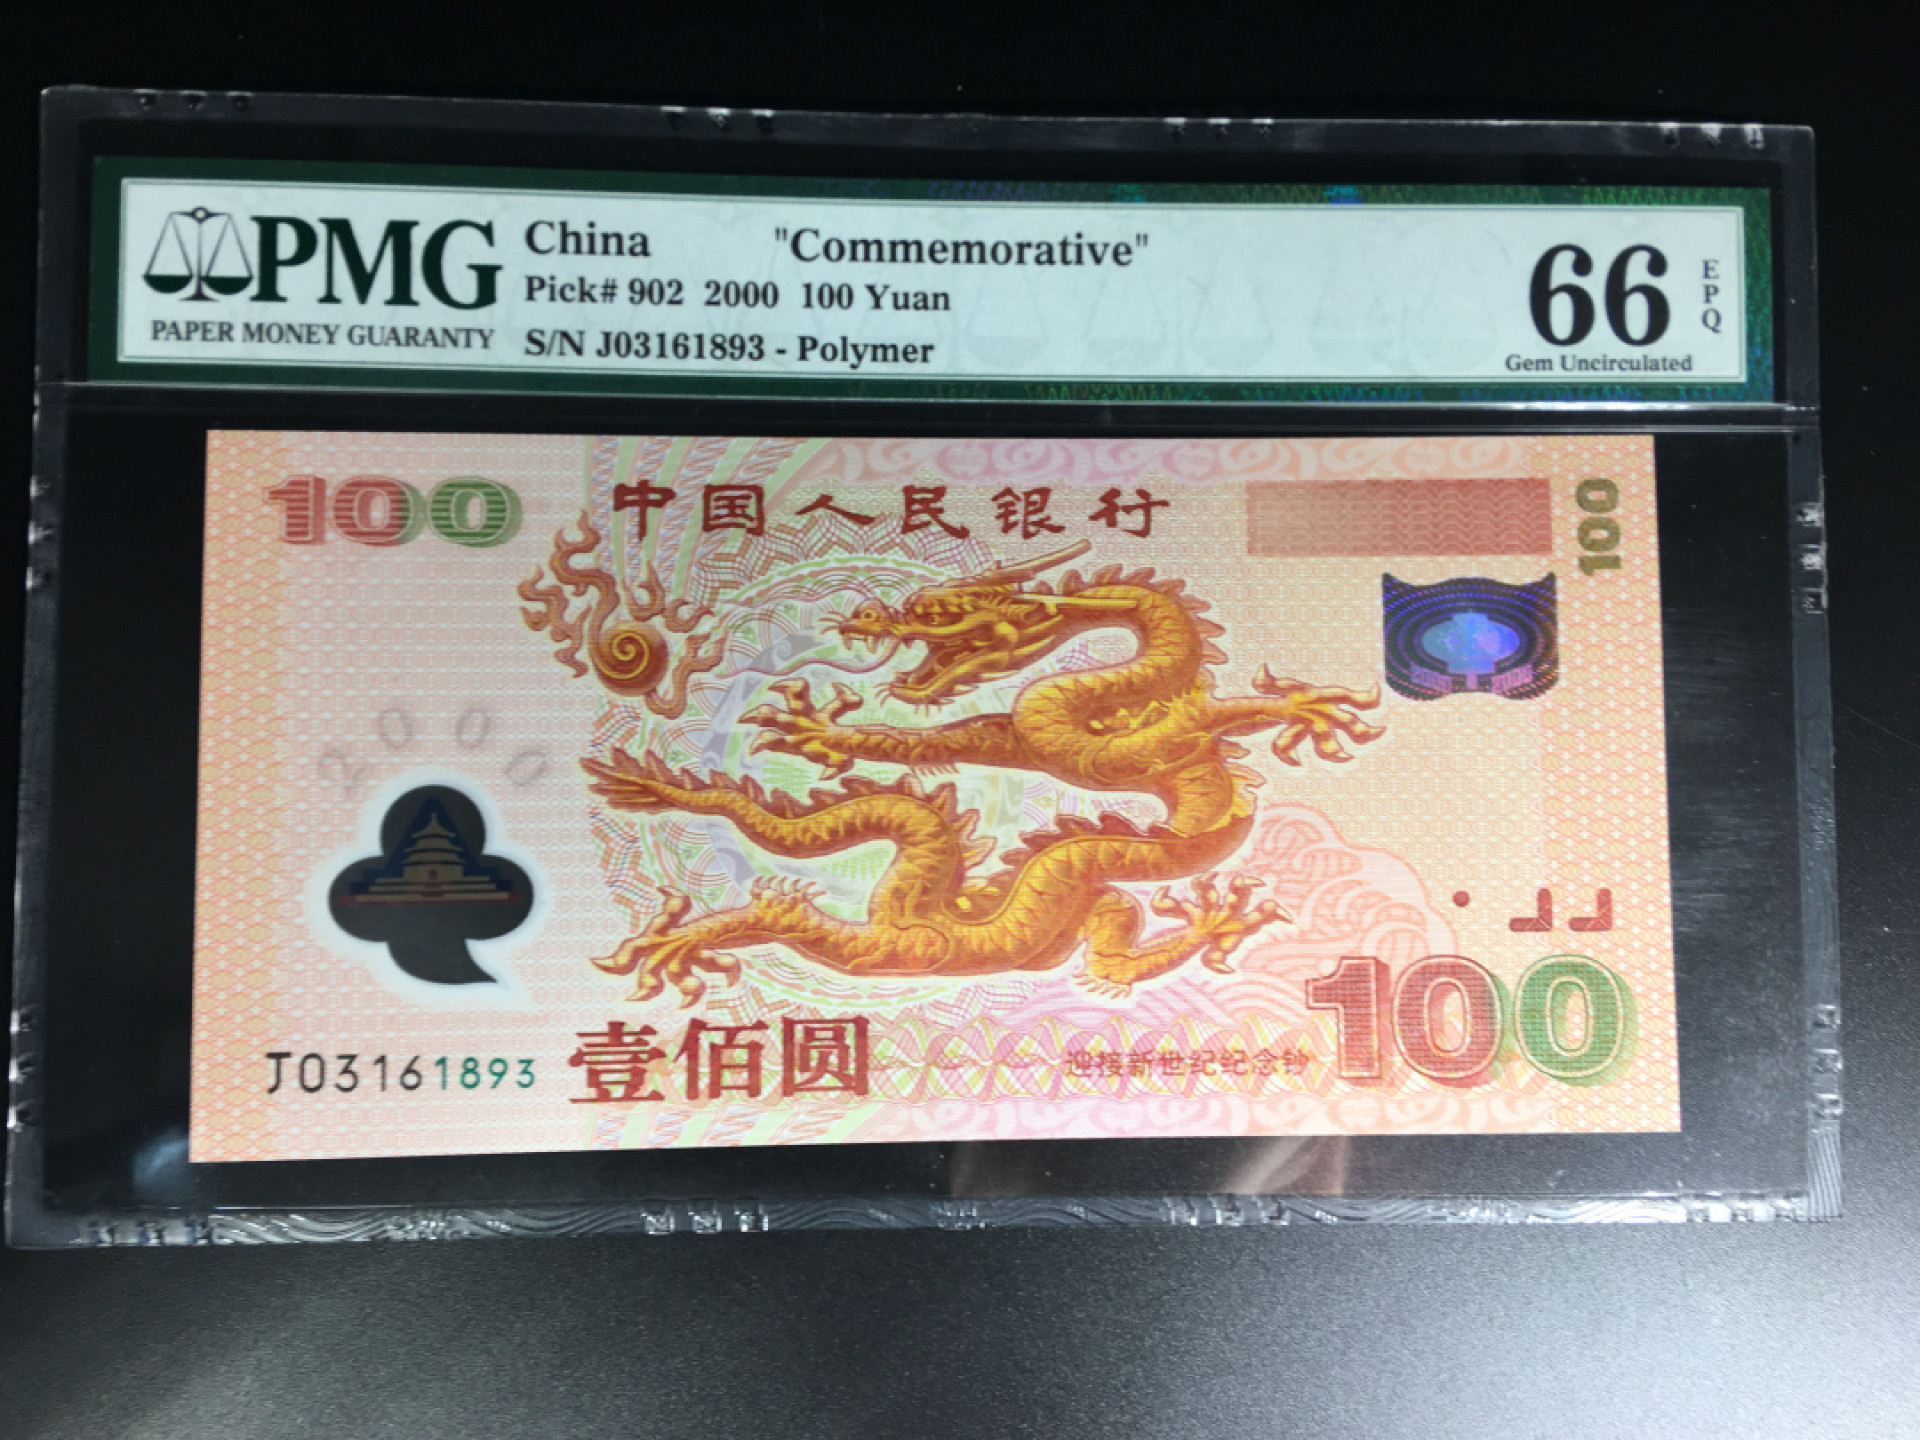 PMG
PAPER MONEY GUARANTY
China "Commemorative"
Pick# 902 2000 100 Yuan
S/N J03161893 - Polymer
66
EPQ
Gem Uncirculated
100
中国人民银行
100
2000
J03161893
壹佰圆
迎接新世纪纪念钞
100